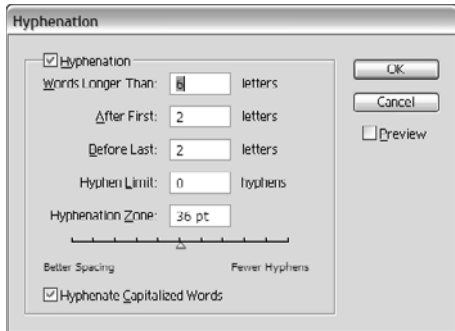 Hyphenation
Hyphenation
Words Longer Than: 6 letters
After First: 2 letters
Before Last: 2 letters
Hyphen Limit: 0 hyphens
Hyphenation Zone: 36 pt
Better Spacing Fewer Hyphens
Hyphenate Capitalized Words
OK
Cancel
Preview